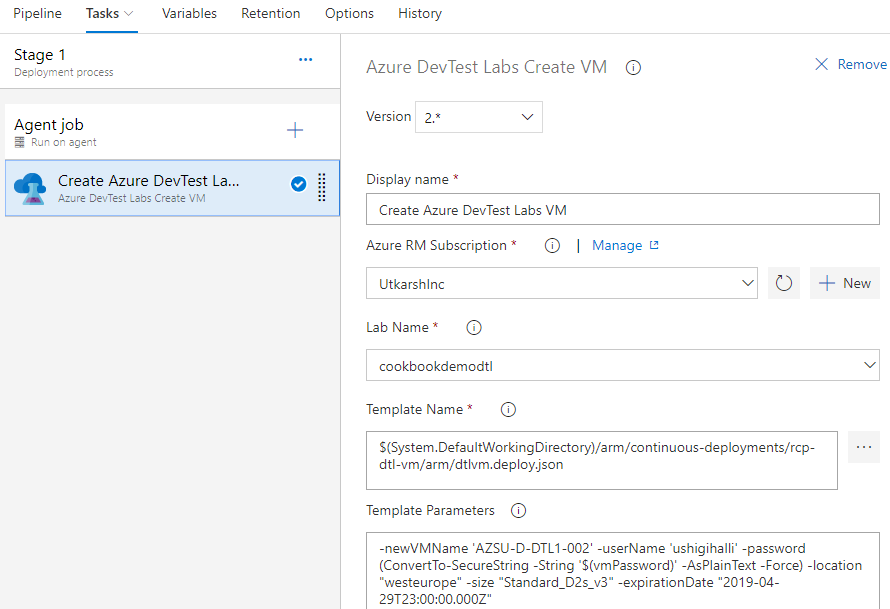 Pipeline Tasks Variables Retention Options History
Stage 1
Deployment process
Agent job
Run on agent
Create Azure DevTest La...
Azure DevTest Labs Create VM
Azure DevTest Labs Create VM
Remove
Version 2.*
Display name *
Create Azure DevTest Labs VM
Azure RM Subscription * | Manage
UtkarshInc
New
Lab Name *
cookbookdemodtl
Template Name *
$(System.DefaultWorkingDirectory)/arm/continuous-deployments/rcp-
dtl-vm/arm/dtlvm.deploy.json
Template Parameters
-newVMName 'AZSU-D-DTL1-002' -userName 'ushigihalli' -password
(ConvertTo-SecureString -String '$(vmPassword)' -AsPlainText -Force) -location
"westeurope" -size "Standard_D2s_v3" -expirationDate "2019-04-
29T23:00:00.000Z"